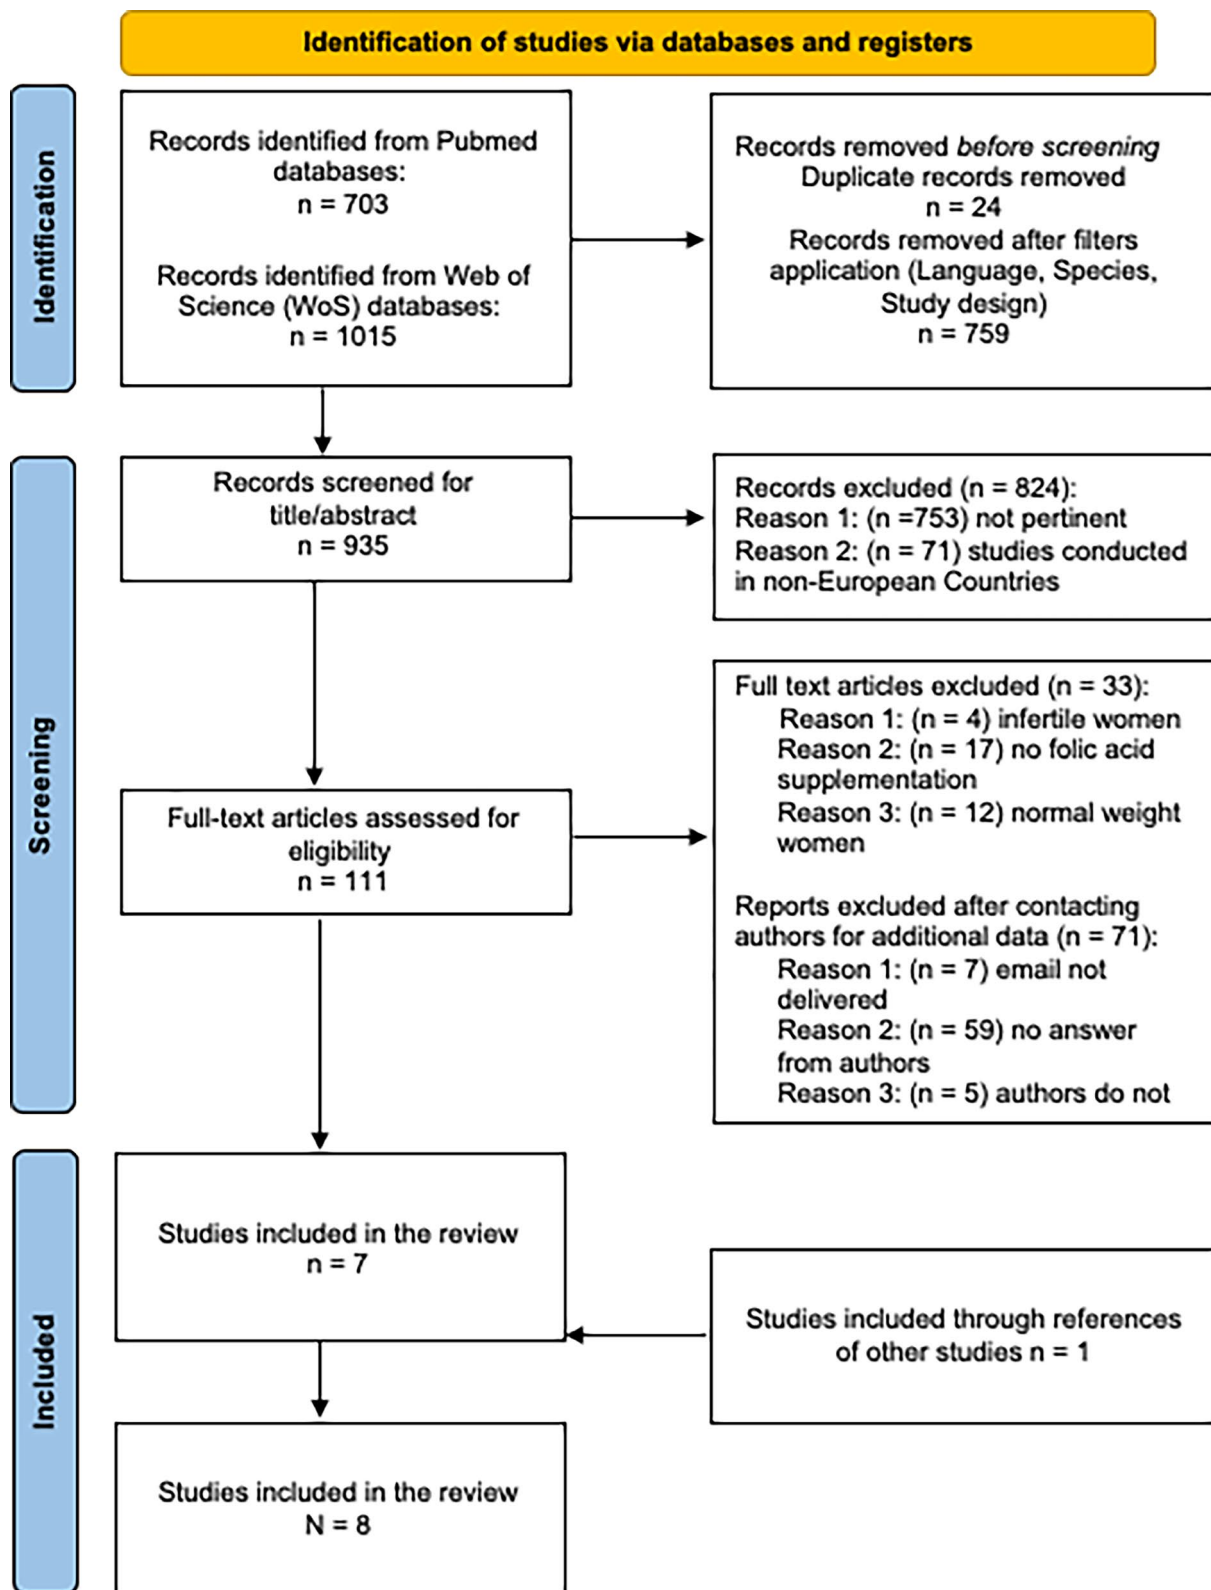 Identification of studies via databases and registers
Identification
Records identified from Pubmed
databases:
n = 703
Records identified from Web of
Science (WoS) databases:
n = 1015
Records removed before screening
Duplicate records removed
n = 24
Records removed after filters
application (Language, Species,
Study design)
n = 759
Screening
Records screened for
title/abstract
n = 935
Records excluded (n = 824):
Reason 1: (n =753) not pertinent
Reason 2: (n = 71) studies conducted
in non-European Countries
Full-text articles assessed for
eligibility
n = 111
Full text articles excluded (n = 33):
Reason 1: (n = 4) infertile women
Reason 2: (n = 17) no folic acid
supplementation
Reason 3: (n = 12) normal weight
women
Reports excluded after contacting
authors for additional data (n = 71):
Reason 1: (n = 7) email not
delivered
Reason 2: (n = 59) no answer
from authors
Reason 3: (n = 5) authors do not
Included
Studies included in the review
n = 7
Studies included through references
of other studies n = 1
Studies included in the review
N = 8